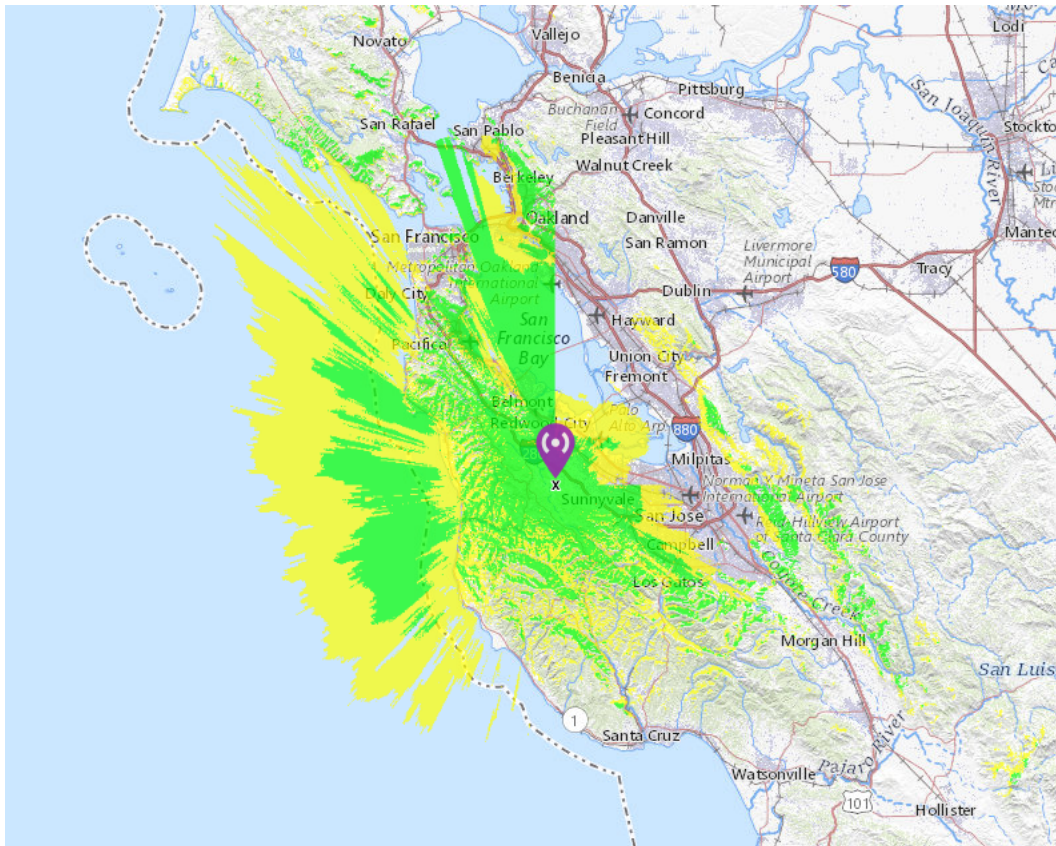 Lodi
Novato
Vallejo
Benicia
Pittsburg
San Joaquin
River
Buchanan
Field
Concord
San Rafael
San Pablo
Pleasant Hill
Stockto
Walnut Creek
Berkeley
Oakland
Danville
Mantec
San Francisco
San Ramon
Livermore
Municipal
Airport
Metropolitan Oakland
International
Airport
580
Tracy
Daly City
Dublin
San
Francisco
Bay
Hayward
Pacifica
Union City
Fremont
Belmont
Redwood City
Palo
Alto Arp
880
Milpitas
Norman Y Mineta San Jose
International Airport
X
Sunnyvale
San Jose
Reid-Hillview Airport
of Santa Clara County
Campbell
Los Gatos
Coyote Creek
Morgan Hill
San Luis
1
Santa Cruz
Watsonville
Pajaro River
101
Hollister